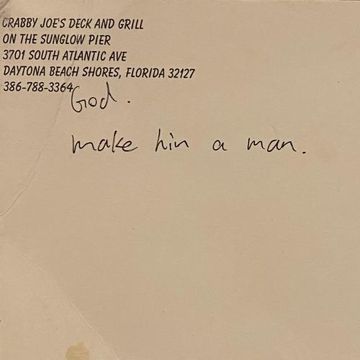 CRABBY JOE'S DECK AND GRILL
ON THE SUNGLOW PIER
3701 SOUTH ATLANTIC AVE
DAYTONA BEACH SHORES, FLORIDA 32127
386-788-3364
God.
make him a man.